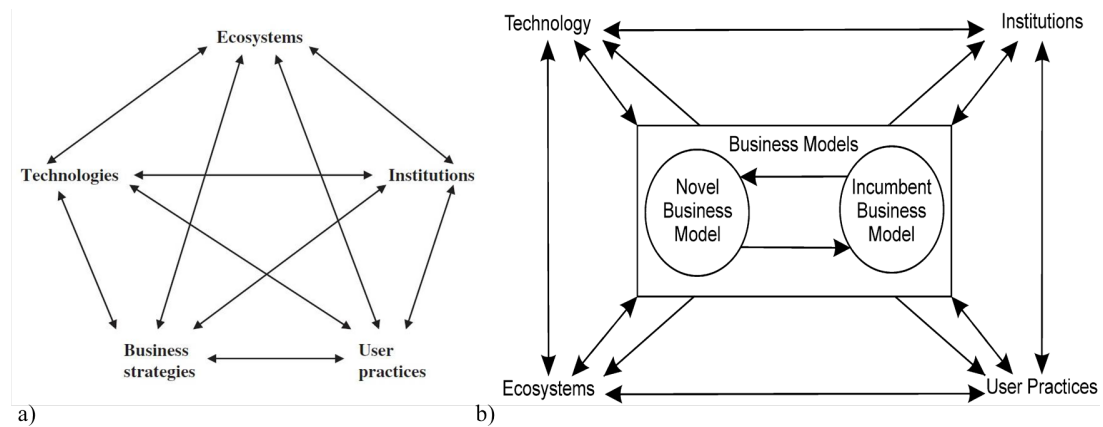 Ecosystems
Technologies
Institutions
Business
strategies
User
practices
a)
Technology
Institutions
Business Models
Novel
Business
Model
Incumbent
Business
Model
Ecosystems
User Practices
b)